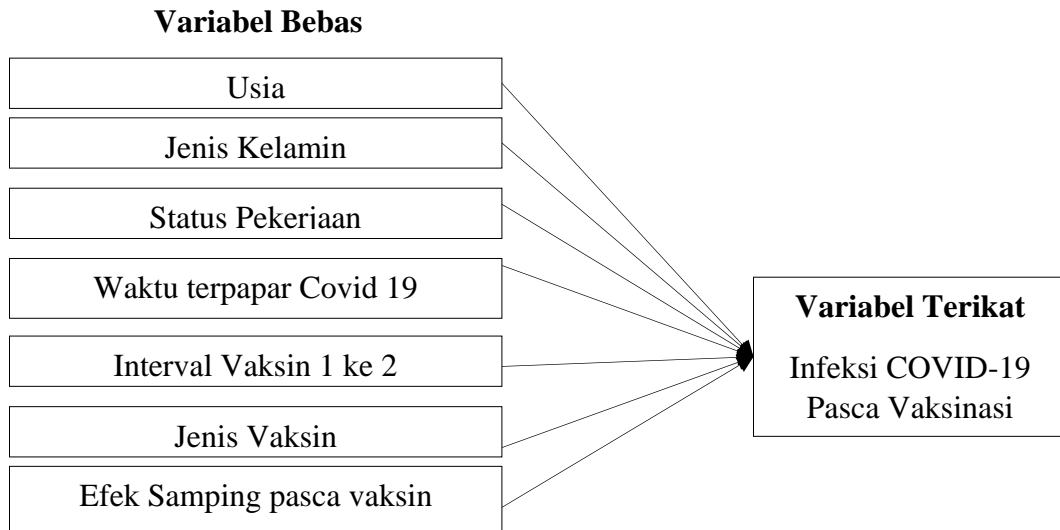 Variabel Bebas
Usia
Jenis Kelamin
Status Pekerjaan
Waktu terpapar Covid 19
Interval Vaksin 1 ke 2
Jenis Vaksin
Efek Samping pasca vaksin
Variabel Terikat
Infeksi COVID-19
Pasca Vaksinasi